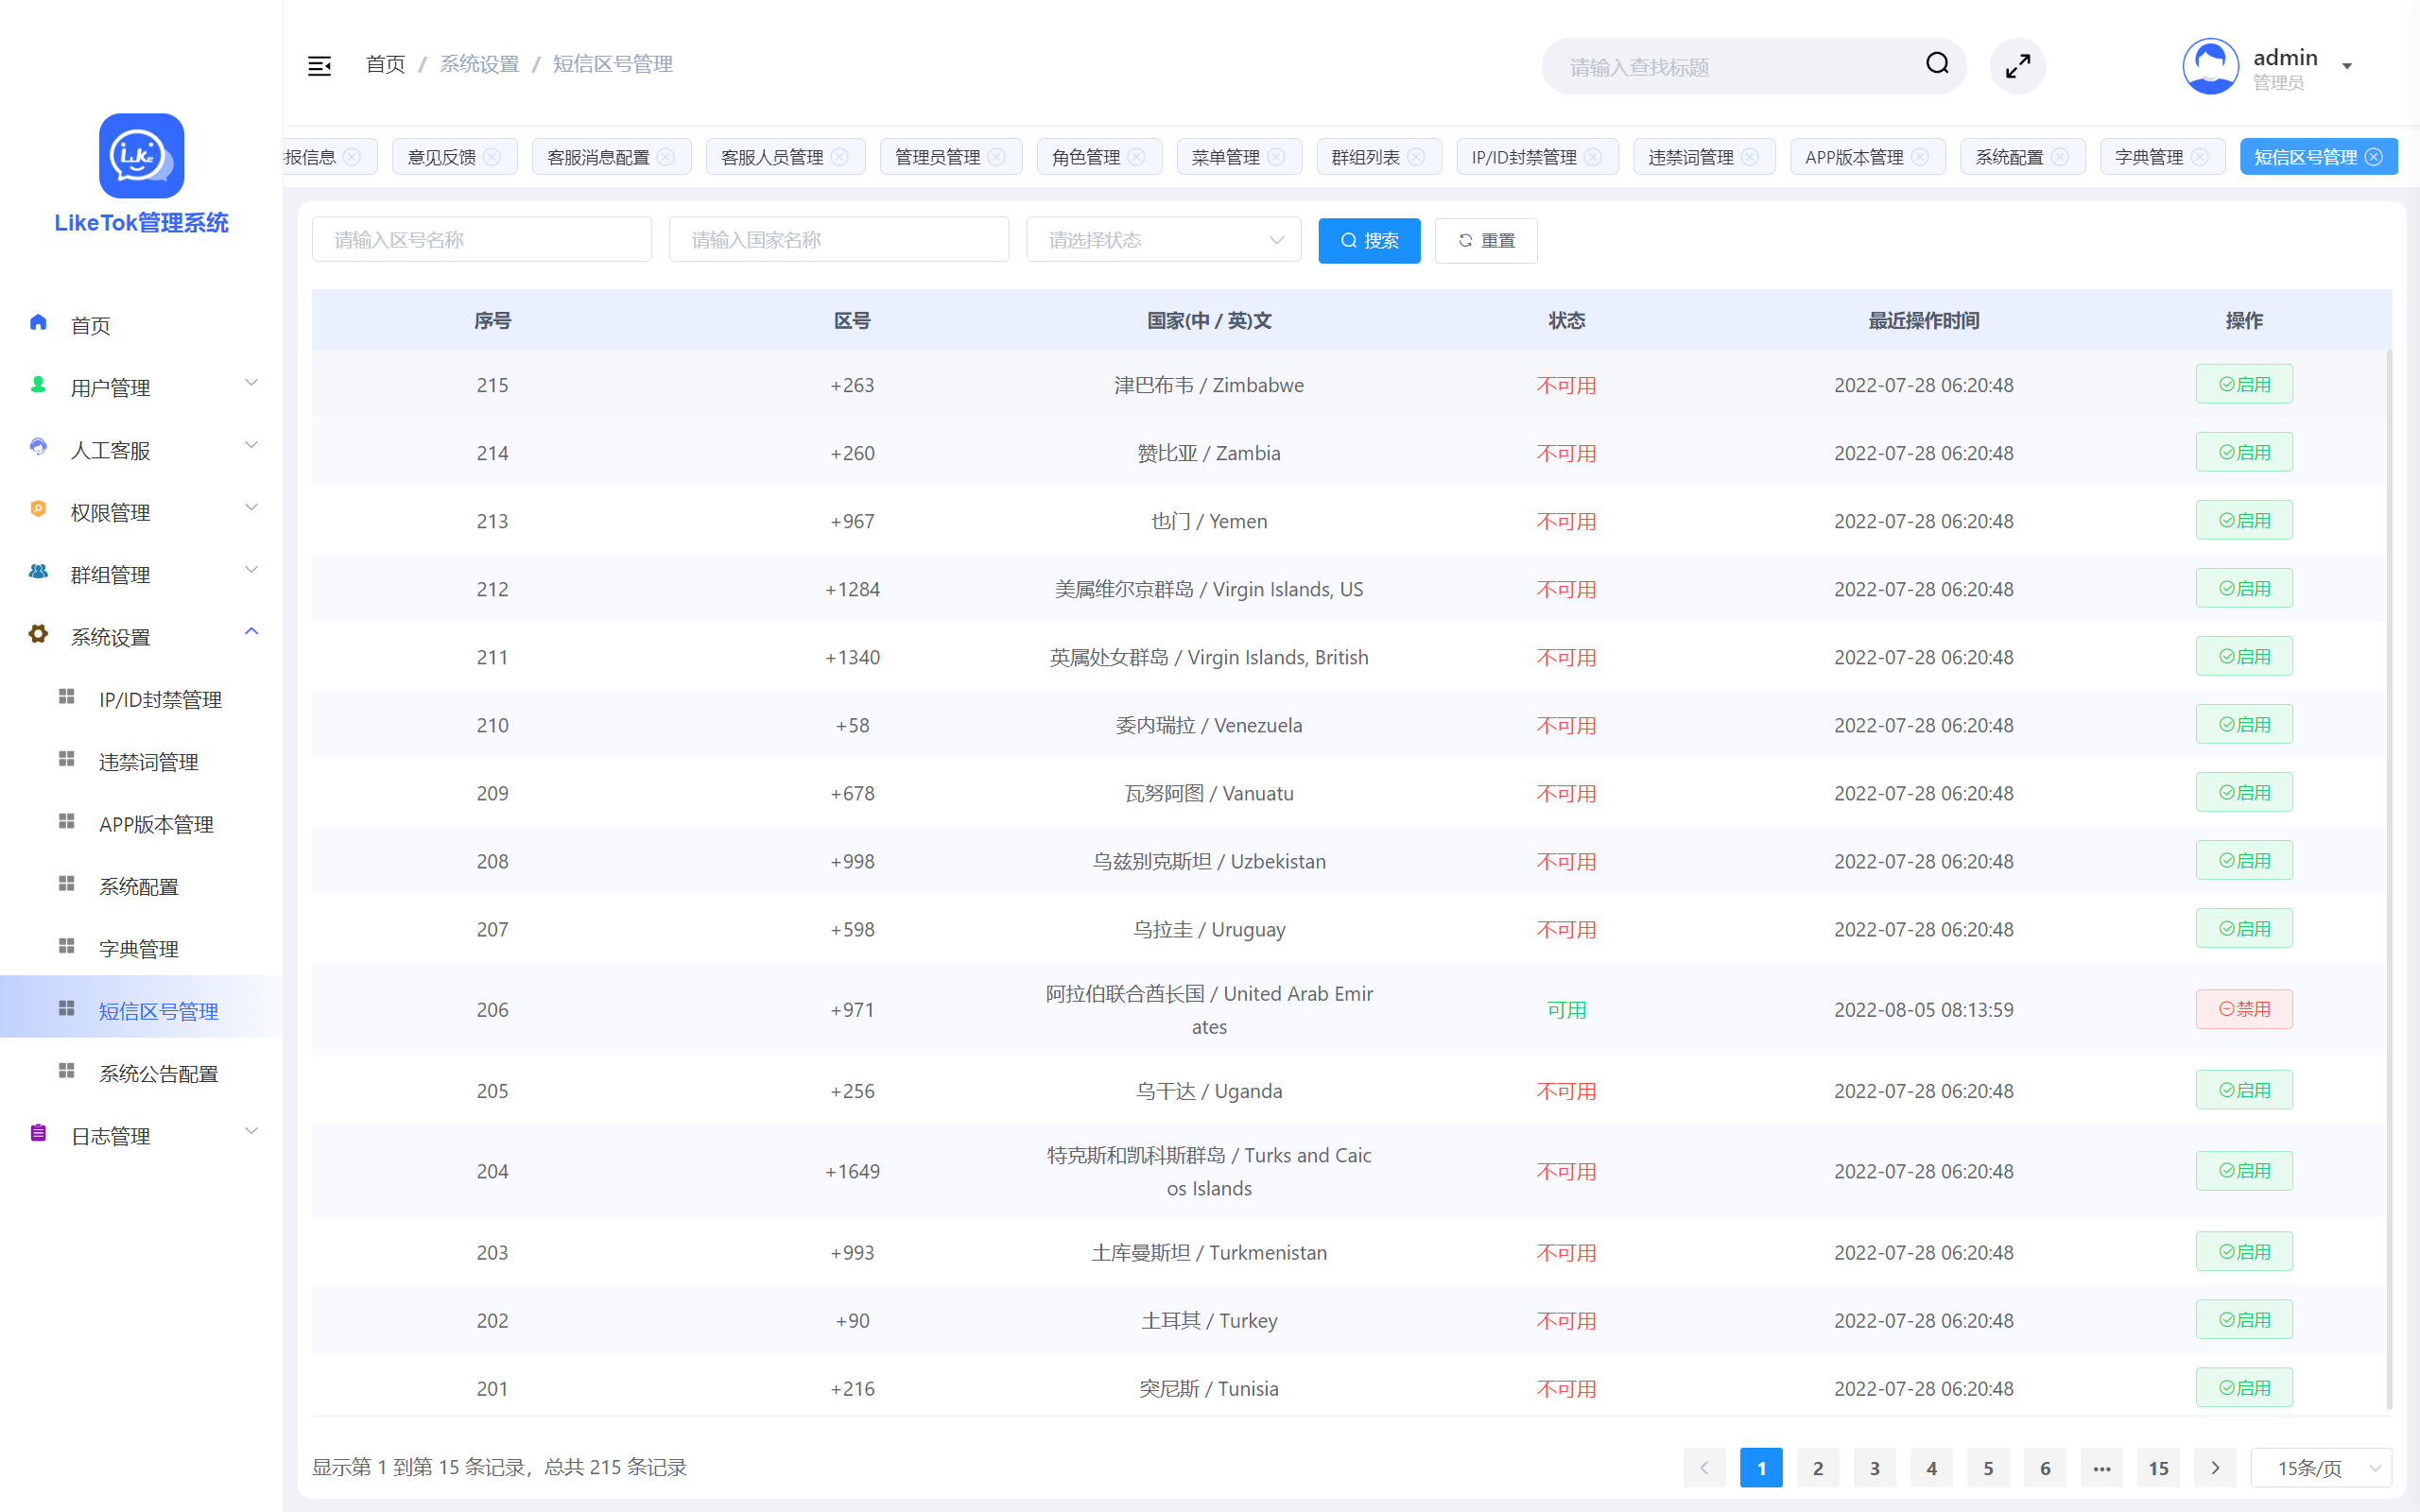 首页 / 系统设置 / 短信区号管理
请输入查找标题
admin
管理员
LiKe
LikeTok管理系统
报信息
意见反馈
客服消息配置
客服人员管理
管理员管理
角色管理
菜单管理
群组列表
IP/ID封禁管理
违禁词管理
APP版本管理
系统配置
字典管理
短信区号管理
首页
用户管理
人工客服
权限管理
群组管理
系统设置
IP/ID封禁管理
违禁词管理
APP版本管理
系统配置
字典管理
短信区号管理
系统公告配置
日志管理
请输入区号名称
请输入国家名称
请选择状态
搜索
重置
序号 区号 国家(中 / 英)文 状态 最近操作时间 操作
215 +263 津巴布韦 / Zimbabwe 不可用 2022-07-28 06:20:48 启用
214 +260 赞比亚 / Zambia 不可用 2022-07-28 06:20:48 启用
213 +967 也门 / Yemen 不可用 2022-07-28 06:20:48 启用
212 +1284 美属维尔京群岛 / Virgin Islands, US 不可用 2022-07-28 06:20:48 启用
211 +1340 英属处女群岛 / Virgin Islands, British 不可用 2022-07-28 06:20:48 启用
210 +58 委内瑞拉 / Venezuela 不可用 2022-07-28 06:20:48 启用
209 +678 瓦努阿图 / Vanuatu 不可用 2022-07-28 06:20:48 启用
208 +998 乌兹别克斯坦 / Uzbekistan 不可用 2022-07-28 06:20:48 启用
207 +598 乌拉圭 / Uruguay 不可用 2022-07-28 06:20:48 启用
206 +971 阿拉伯联合酋长国 / United Arab Emir
ates 可用 2022-08-05 08:13:59 禁用
205 +256 乌干达 / Uganda 不可用 2022-07-28 06:20:48 启用
204 +1649 特克斯和凯科斯群岛 / Turks and Caic
os Islands 不可用 2022-07-28 06:20:48 启用
203 +993 土库曼斯坦 / Turkmenistan 不可用 2022-07-28 06:20:48 启用
202 +90 土耳其 / Turkey 不可用 2022-07-28 06:20:48 启用
201 +216 突尼斯 / Tunisia 不可用 2022-07-28 06:20:48 启用
显示第 1 到第 15 条记录，总共 215 条记录
1 2 3 4 5 6 ••• 15
15条/页